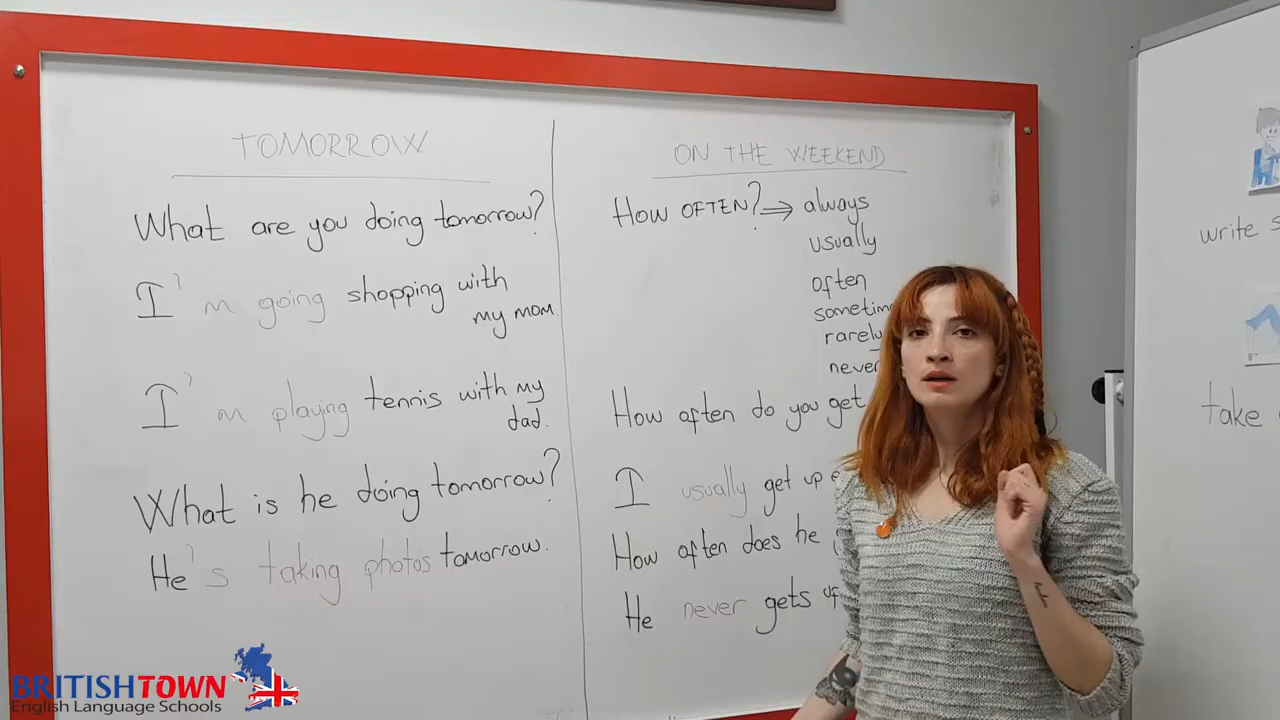 TOMORROW
What are you doing tomorrow?
I'm going shopping with
my mom.
I'm playing tennis with my
dad.
What is he doing tomorrow?
He's taking photos tomorrow.
ON THE WEEKEND
How OFTEN? ⇒ always
usually
often
sometim
rarely
never
How often do you get
I usually get up
How often does he
He never gets up
write
take
BRITISHTOWN
English Language Schools